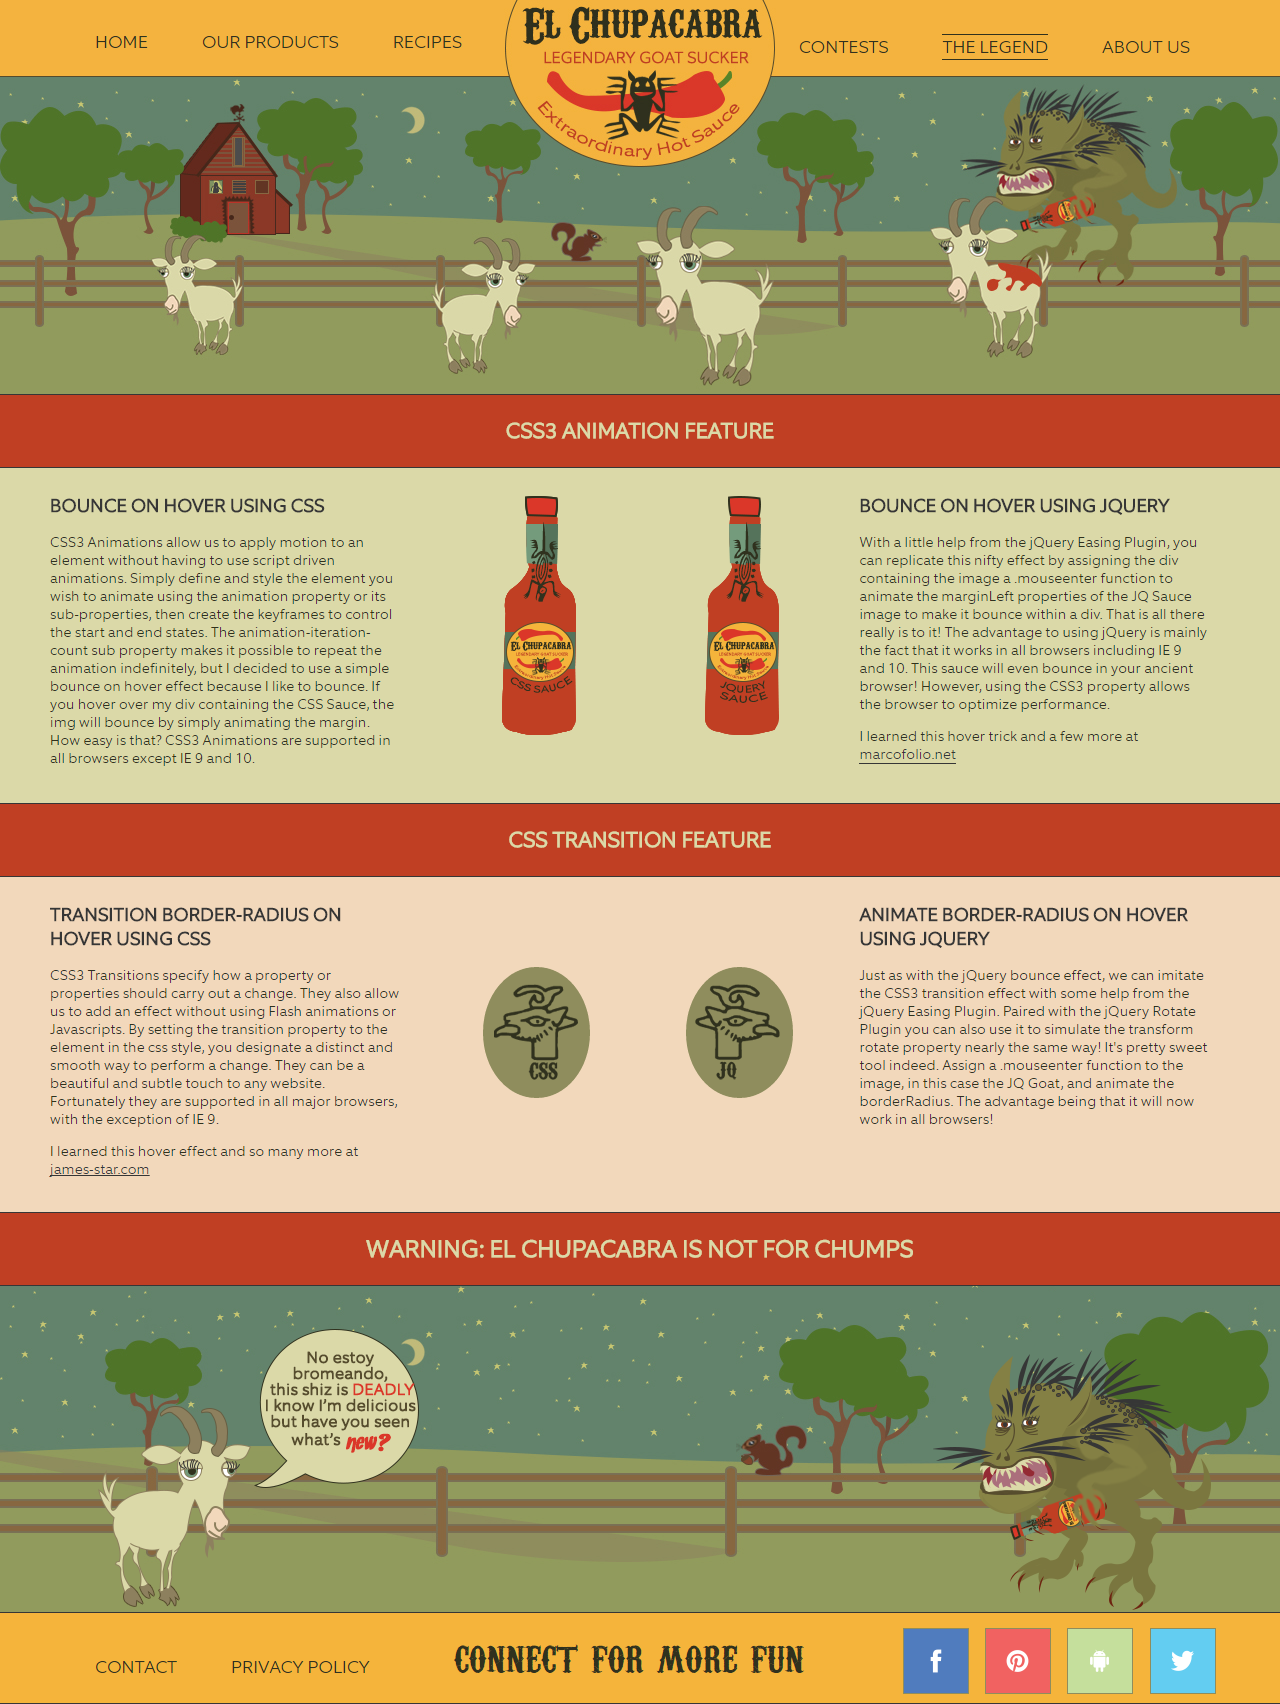 HOME
OUR PRODUCTS
RECIPES
EL CHUPACABRA
LEGENDARY GOAT SUCKER
Extraordinary Hot Sauce
CONTESTS
THE LEGEND
ABOUT US
CSS3 ANIMATION FEATURE
BOUNCE ON HOVER USING CSS
CSS3 Animations allow us to apply motion to an
element without having to use script driven
animations. Simply define and style the element you
wish to animate using the animation property or its
sub-properties, then create the keyframes to control
the start and end states. The animation-iteration-
count sub property makes it possible to repeat the
animation indefinitely, but I decided to use a simple
bounce on hover effect because I like to bounce. If
you hover over my div containing the CSS Sauce, the
img will bounce by simply animating the margin.
How easy is that? CSS3 Animations are supported in
all browsers except IE 9 and 10.
EL CHUPACABRA
LEGENDARY GOAT SUCKER
Extraordinary Hot Sauce
CSS SAUCE
EL CHUPACABRA
LEGENDARY GOAT SUCKER
Extraordinary Hot Sauce
JQUERY
SAUCE
BOUNCE ON HOVER USING JQUERY
With a little help from the jQuery Easing Plugin, you
can replicate this nifty effect by assigning the div
containing the image a .mouseenter function to
animate the marginLeft properties of the JQ Sauce
image to make it bounce within a div. That is all there
really is to it! The advantage to using jQuery is mainly
the fact that it works in all browsers including IE 9
and 10. This sauce will even bounce in your ancient
browser! However, using the CSS3 property allows
the browser to optimize performance.
I learned this hover trick and a few more at
marcofolio.net
CSS TRANSITION FEATURE
TRANSITION BORDER-RADIUS ON
HOVER USING CSS
CSS3 Transitions specify how a property or
properties should carry out a change. They also allow
us to add an effect without using Flash animations or
Javascripts. By setting the transition property to the
element in the css style, you designate a distinct and
smooth way to perform a change. They can be a
beautiful and subtle touch to any website.
Fortunately they are supported in all major browsers,
with the exception of IE 9.
I learned this hover effect and so many more at
james-star.com
CSS
JQ
ANIMATE BORDER-RADIUS ON HOVER
USING JQUERY
Just as with the jQuery bounce effect, we can imitate
the CSS3 transition effect with some help from the
jQuery Easing Plugin. Paired with the jQuery Rotate
Plugin you can also use it to simulate the transform
rotate property nearly the same way! It's pretty sweet
tool indeed. Assign a .mouseenter function to the
image, in this case the JQ Goat, and animate the
borderRadius. The advantage being that it will now
work in all browsers!
WARNING: EL CHUPACABRA IS NOT FOR CHUMPS
No estoy
bromeando,
this shiz is DEADLY
I know I'm delicious
but have you seen
what's new?
CONTACT
PRIVACY POLICY
CONNECT FOR MORE FUN